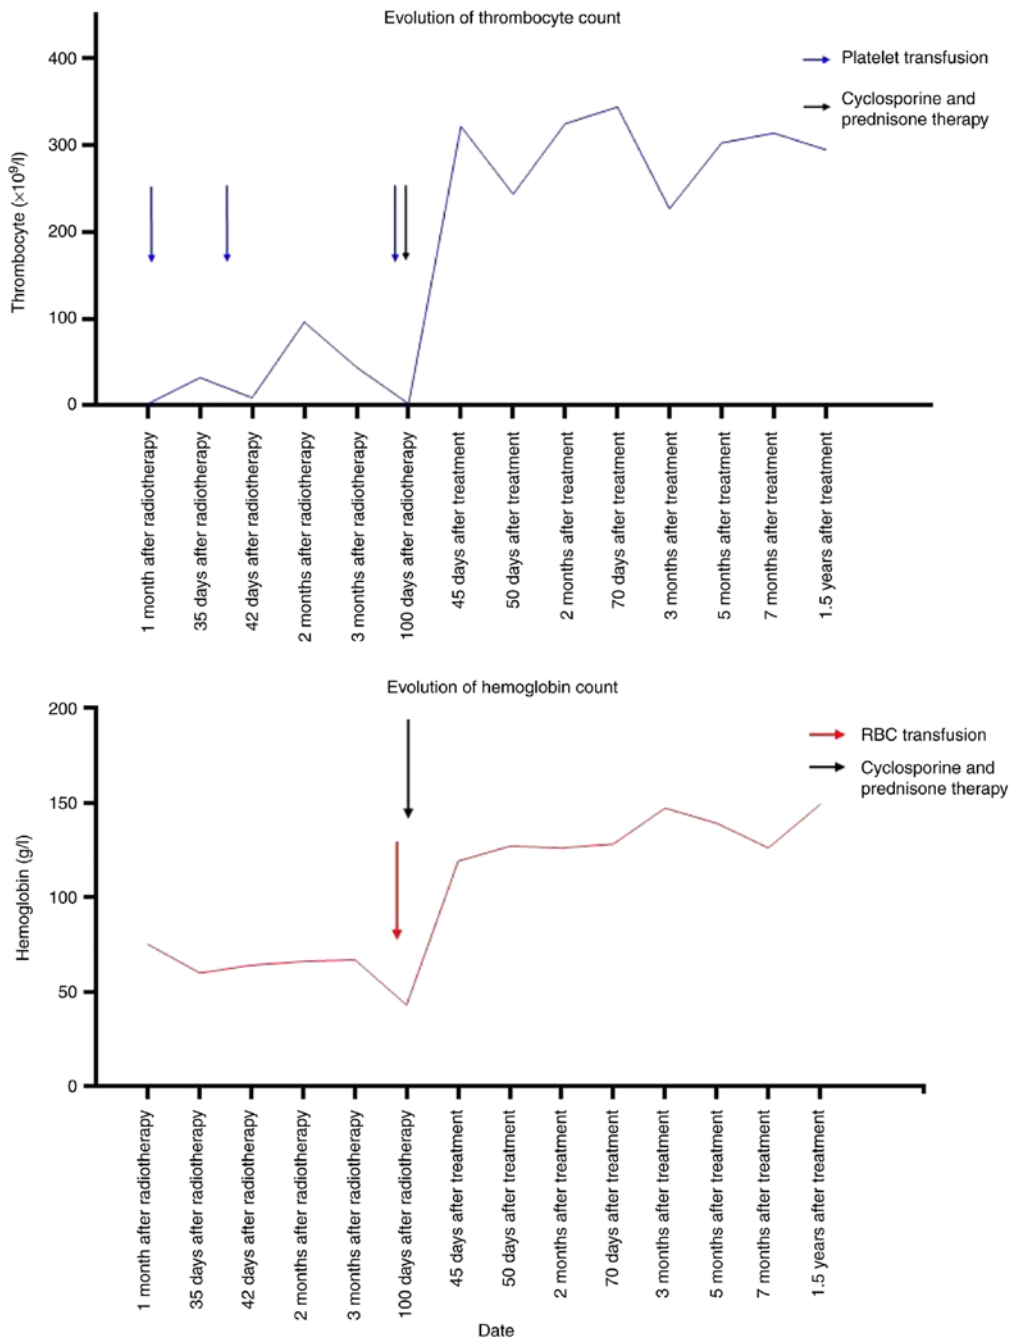 Evolution of thrombocyte count
Platelet transfusion
Cyclosporine and
prednisone therapy
Thrombocyte (×10⁹/l)
400
300
200
100
0
1 month after radiotherapy
35 days after radiotherapy
42 days after radiotherapy
2 months after radiotherapy
3 months after radiotherapy
100 days after radiotherapy
45 days after treatment
50 days after treatment
2 months after treatment
70 days after treatment
3 months after treatment
5 months after treatment
7 months after treatment
1.5 years after treatment
Evolution of hemoglobin count
RBC transfusion
Cyclosporine and
prednisone therapy
Hemoglobin (g/l)
200
150
100
50
0
1 month after radiotherapy
35 days after radiotherapy
42 days after radiotherapy
2 months after radiotherapy
3 months after radiotherapy
100 days after radiotherapy
45 days after treatment
50 days after treatment
2 months after treatment
70 days after treatment
3 months after treatment
5 months after treatment
7 months after treatment
1.5 years after treatment
Date